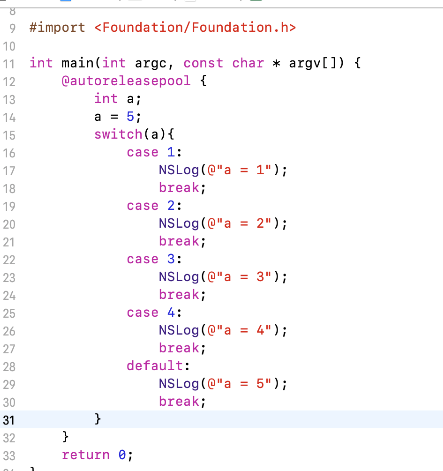 8
9 #import <Foundation/Foundation.h>
10
11 int main(int argc, const char * argv[]) {
12 @autoreleasepool {
13 int a;
14 a = 5;
15 switch(a){
16 case 1:
17 NSLog(@"a = 1");
18 break;
19 case 2:
20 NSLog(@"a = 2");
21 break;
22 case 3:
23 NSLog(@"a = 3");
24 break;
25 case 4:
26 NSLog(@"a = 4");
27 break;
28 default:
29 NSLog(@"a = 5");
30 break;
31 }
32 }
33 return 0;